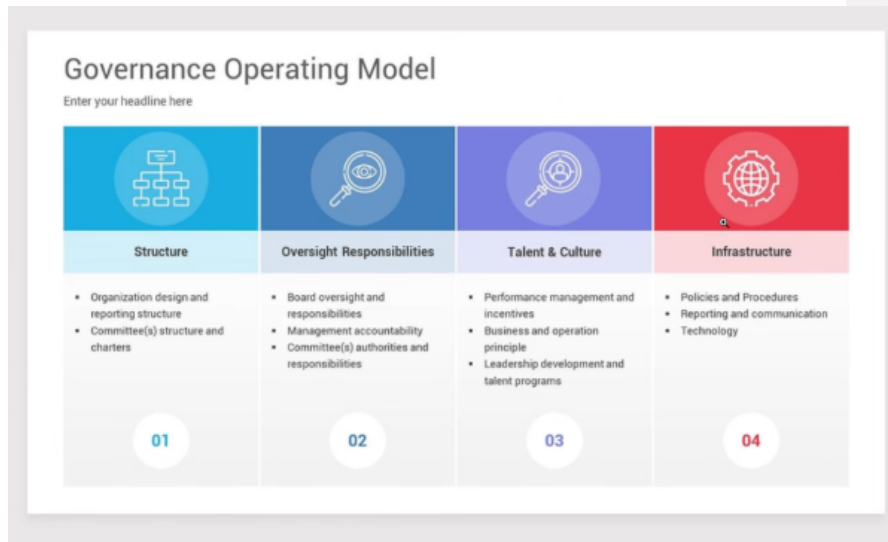 Governance Operating Model
Enter your headline here
Structure
▪ Organization design and
reporting structure
▪ Committee(s) structure and
charters
01
Oversight Responsibilities
▪ Board oversight and
responsibilities
▪ Management accountability
▪ Committee(s) authorities and
responsibilities
02
Talent & Culture
▪ Performance management and
incentives
▪ Business and operation
principle
▪ Leadership development and
talent programs
03
Infrastructure
▪ Policies and Procedures
▪ Reporting and communication
▪ Technology
04